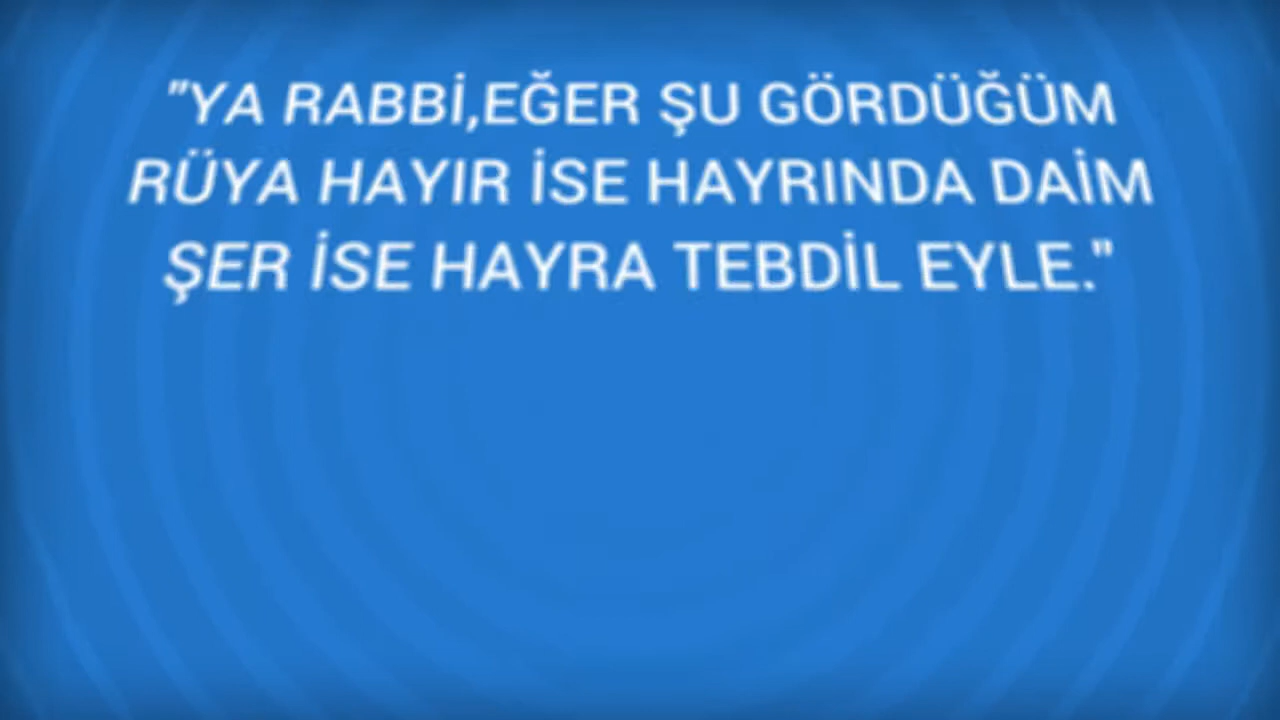 "YA RABBİ,EĞER ŞU GÖRDÜĞÜM
RÜYA HAYIR İSE HAYRINDA DAİM
ŞER İSE HAYRA TEBDİL EYLE."